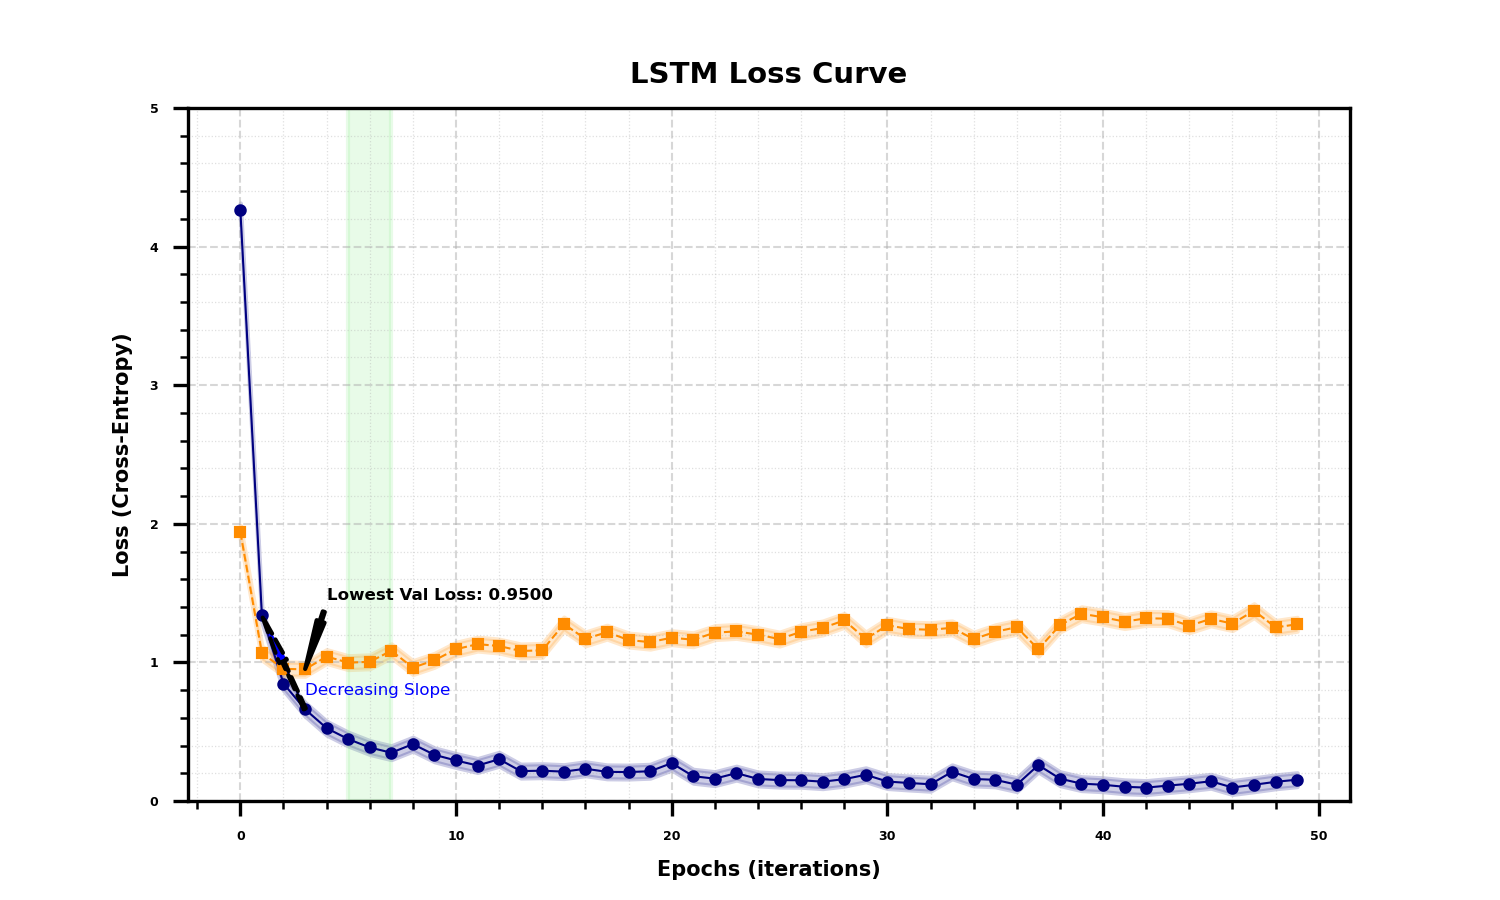 LSTM Loss Curve
5
4
3
2
1
0
Loss (Cross-Entropy)
Lowest Val Loss: 0.9500
Decreasing Slope
0 10 20 30 40 50
Epochs (iterations)